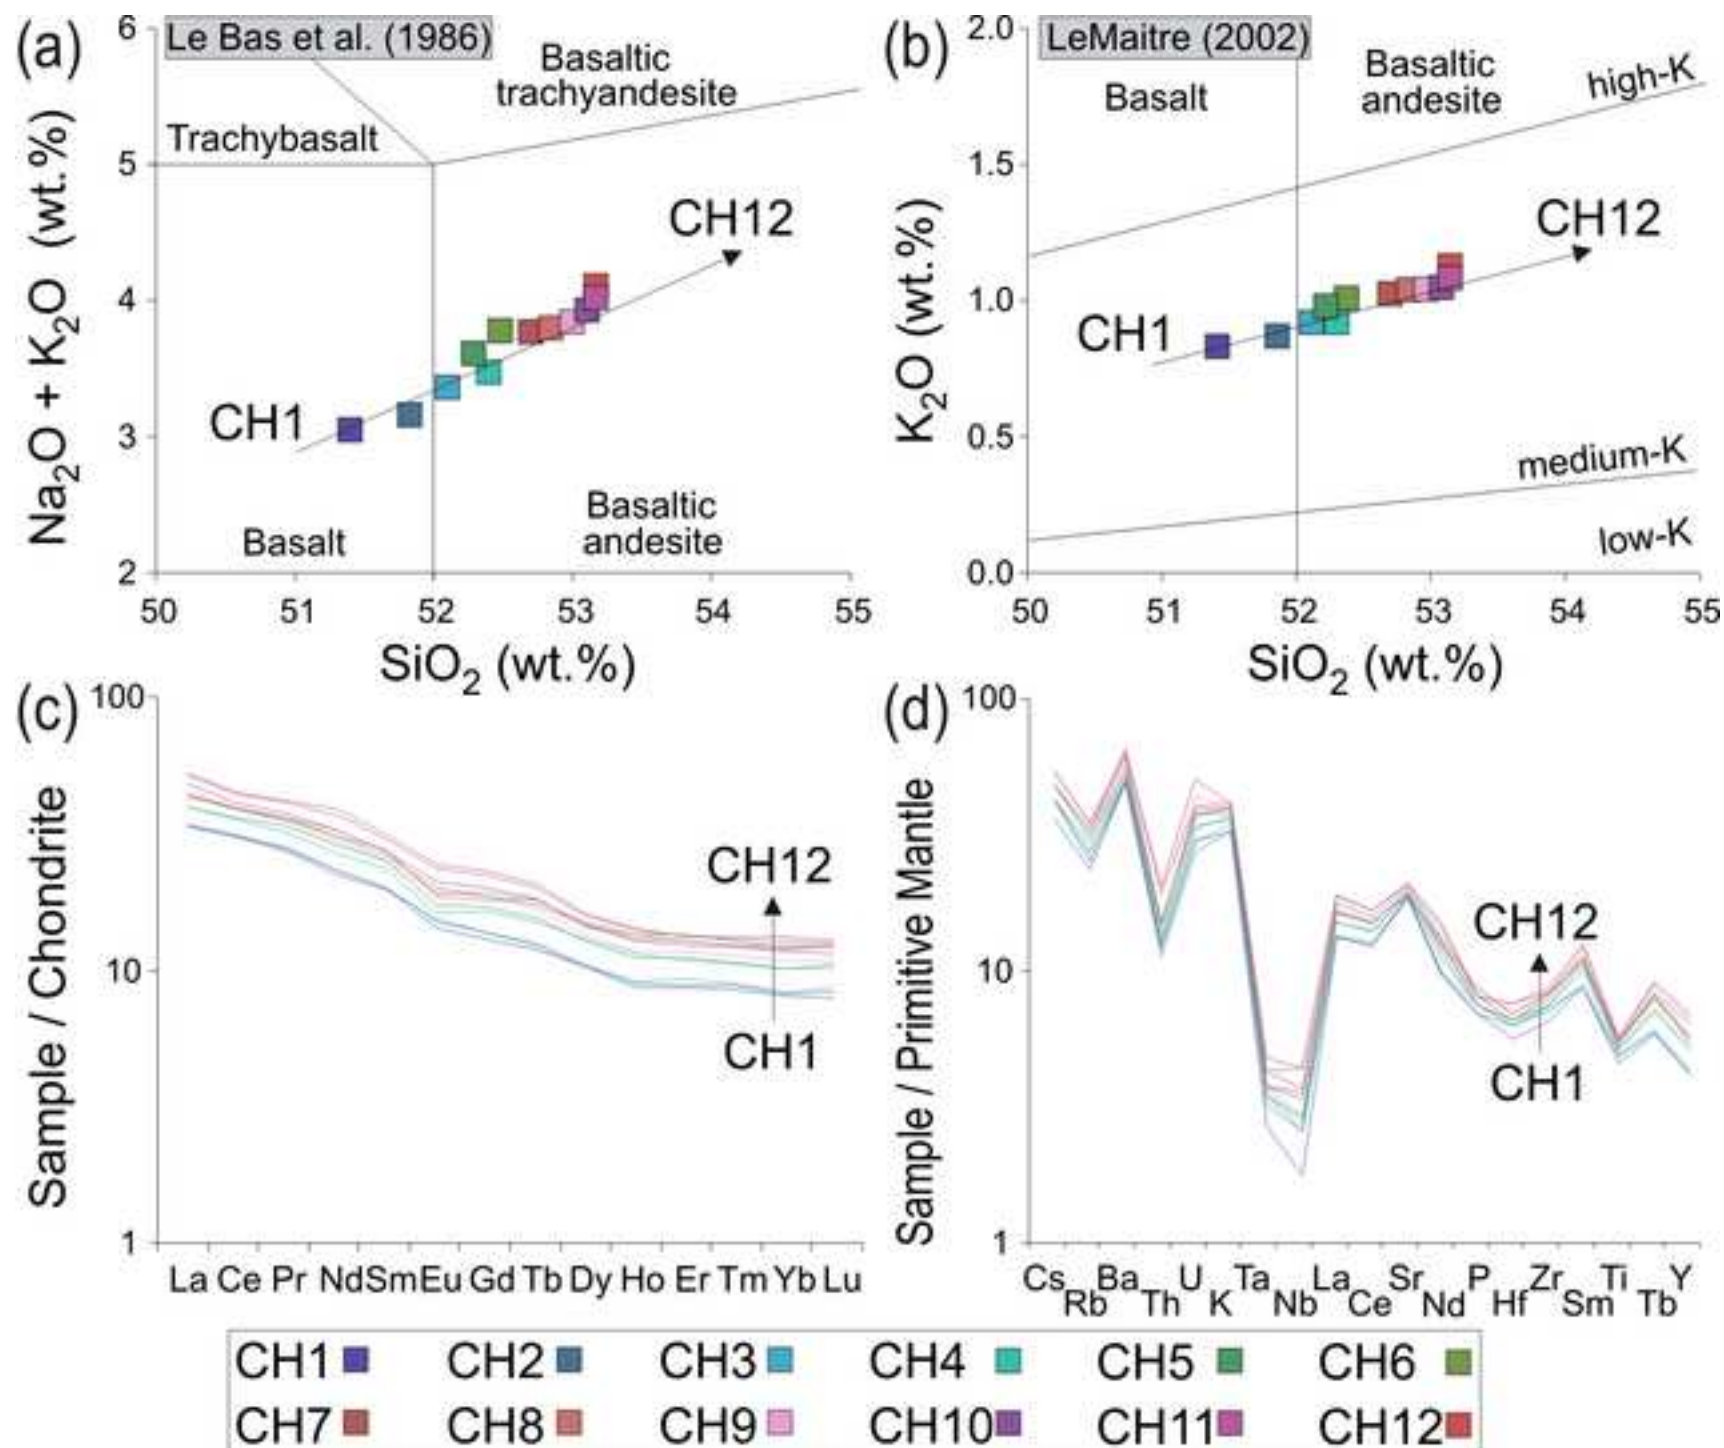 (a)
Le Bas et al. (1986)
Basaltic
trachyandesite
Trachybasalt
CH12
CH1
Basalt
Basaltic
andesite
Na2O + K2O (wt.%)
6
5
4
3
2
50 51 52 53 54 55
SiO2 (wt.%)
(b)
LeMaitre (2002)
Basalt
Basaltic
andesite
high-K
CH12
CH1
medium-K
low-K
K2O (wt.%)
2.0
1.5
1.0
0.5
0.0
50 51 52 53 54 55
SiO2 (wt.%)
(c)
Sample / Chondrite
100
10
1
CH12
CH1
La Ce Pr Nd Sm Eu Gd Tb Dy Ho Er Tm Yb Lu
(d)
Sample / Primitive Mantle
100
10
1
CH12
CH1
Cs Ba U Ta La Sr P Zr Ti Y
Rb Th K Nb Ce Nd Hf Sm Tb
CH1 CH2 CH3 CH4 CH5 CH6
CH7 CH8 CH9 CH10 CH11 CH12